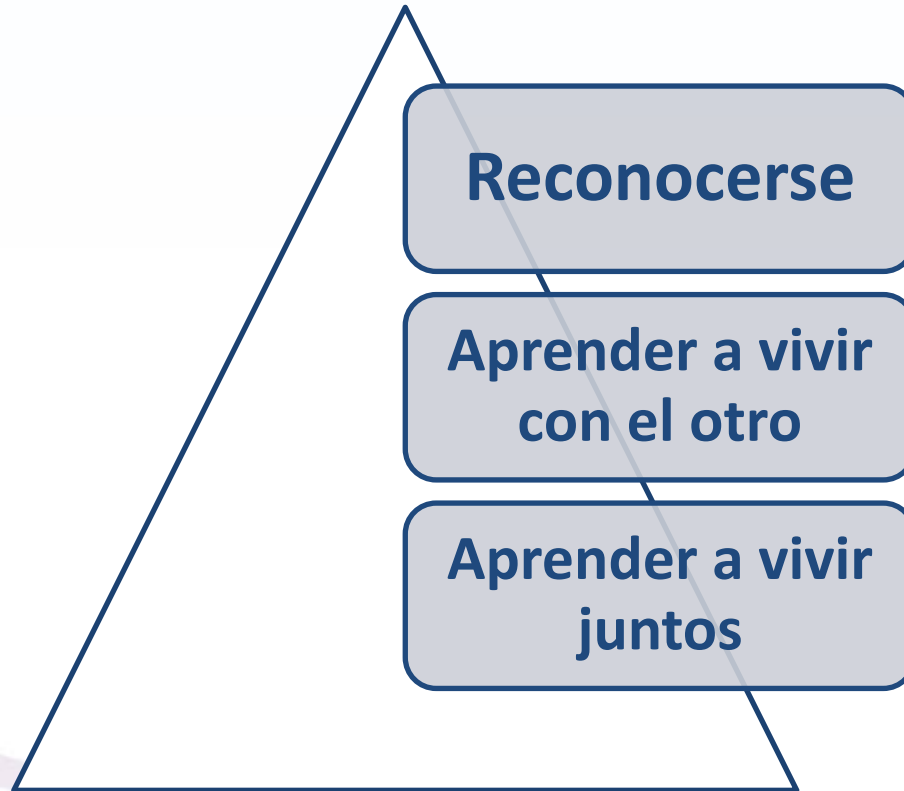 Reconocerse
Aprender a vivir
con el otro
Aprender a vivir
juntos